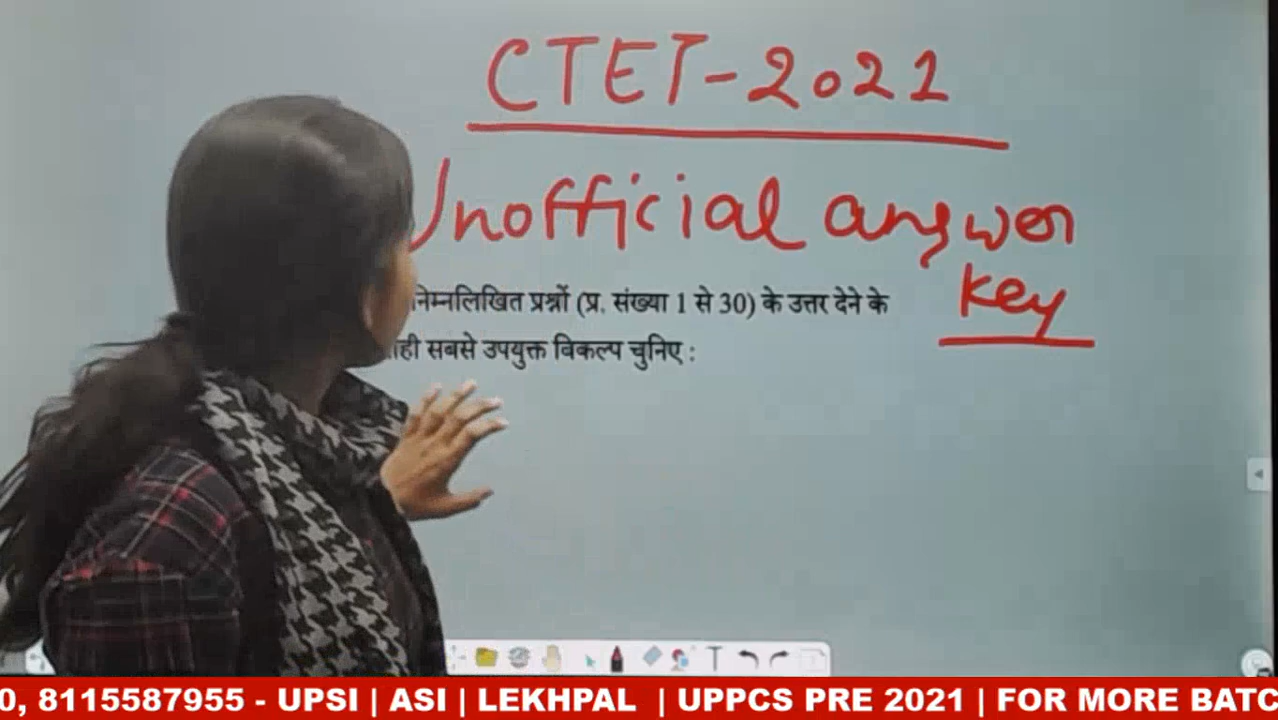 CTET-2021
Unofficial answer
key
निम्नलिखित प्रश्नों (प्र. संख्या 1 से 30) के उत्तर देने के
सही सबसे उपयुक्त विकल्प चुनिए :
0, 8115587955 - UPSI | ASI | LEKHPAL | UPPCS PRE 2021 | FOR MORE BATC